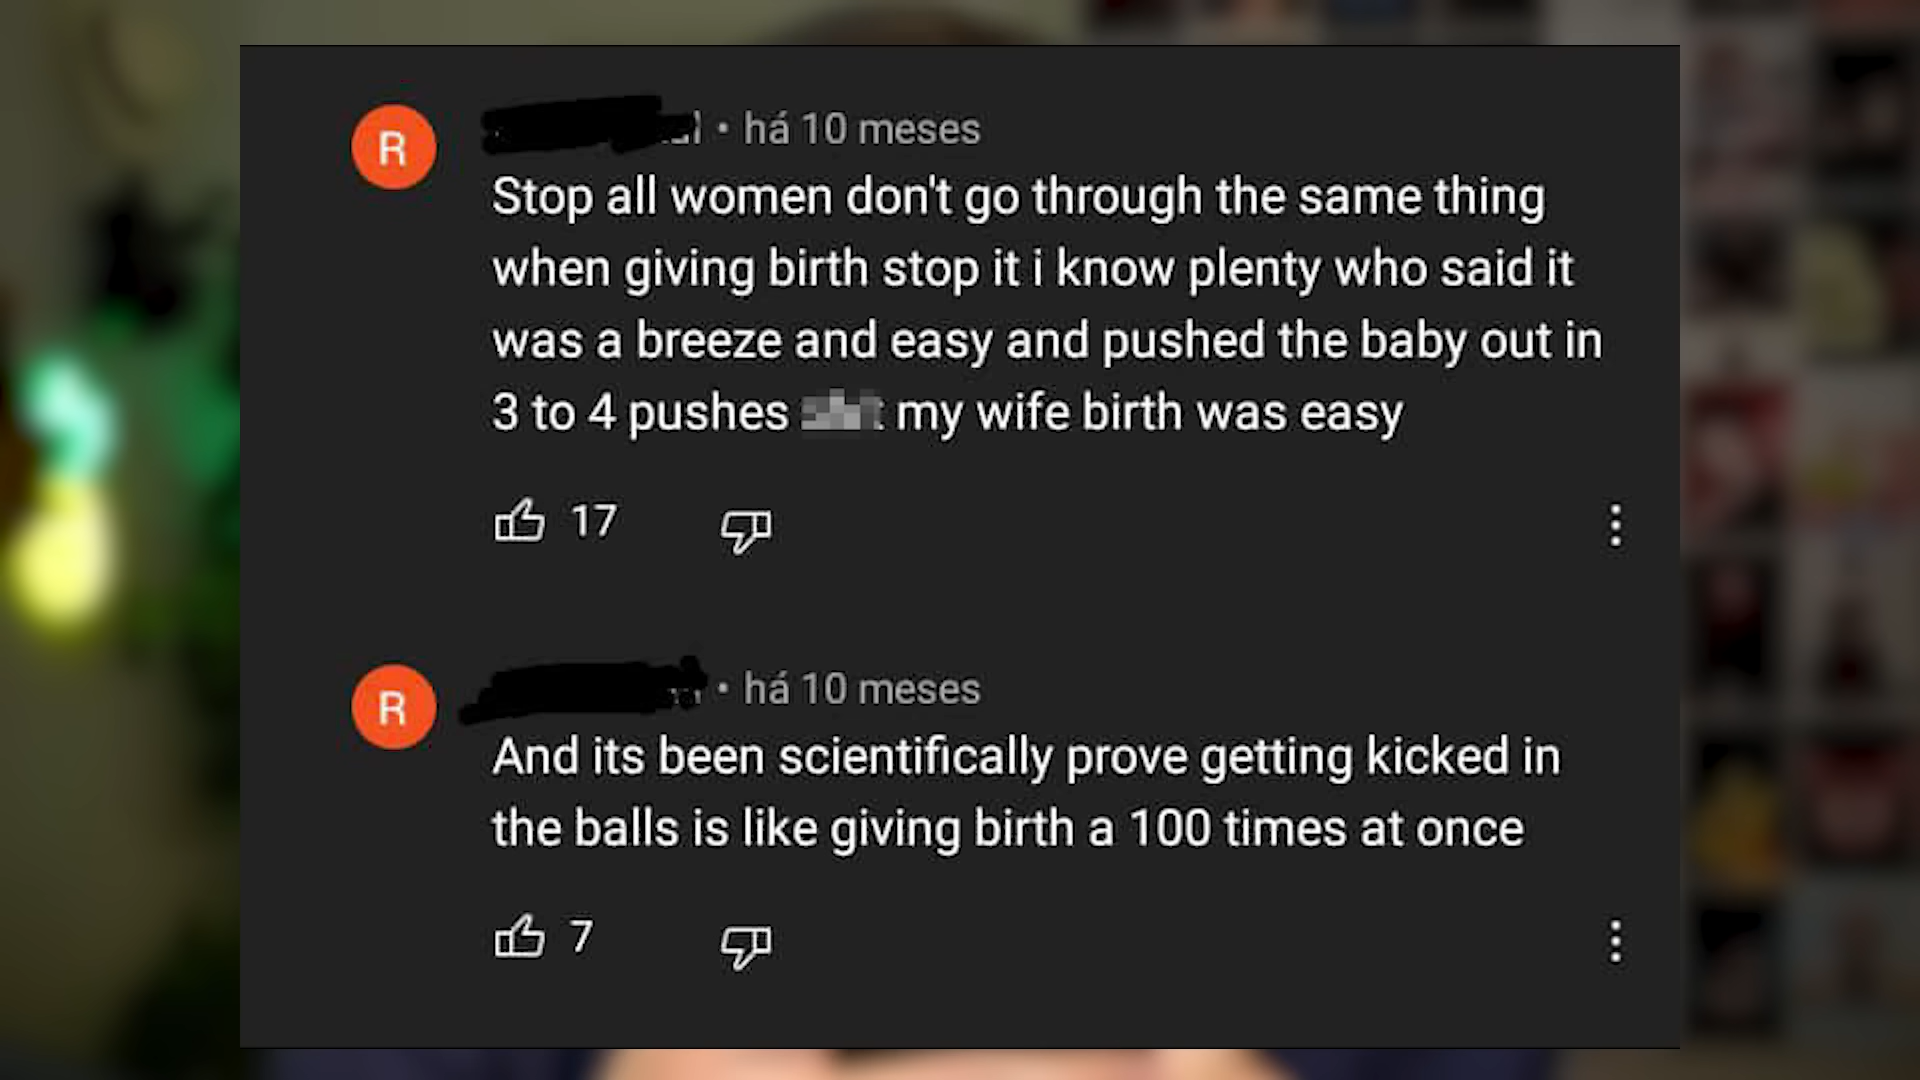 R
• há 10 meses
Stop all women don't go through the same thing
when giving birth stop it i know plenty who said it
was a breeze and easy and pushed the baby out in
3 to 4 pushes my wife birth was easy
17
R
• há 10 meses
And its been scientifically prove getting kicked in
the balls is like giving birth a 100 times at once
7